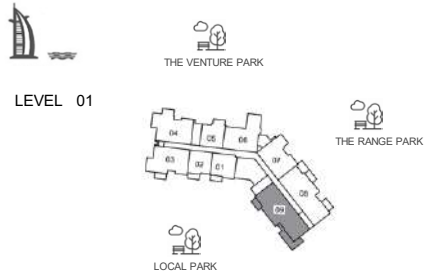 THE VENTURE PARK
LEVEL 01
THE RANGE PARK
04 05 06
07
03 02 01
08
09
LOCAL PARK